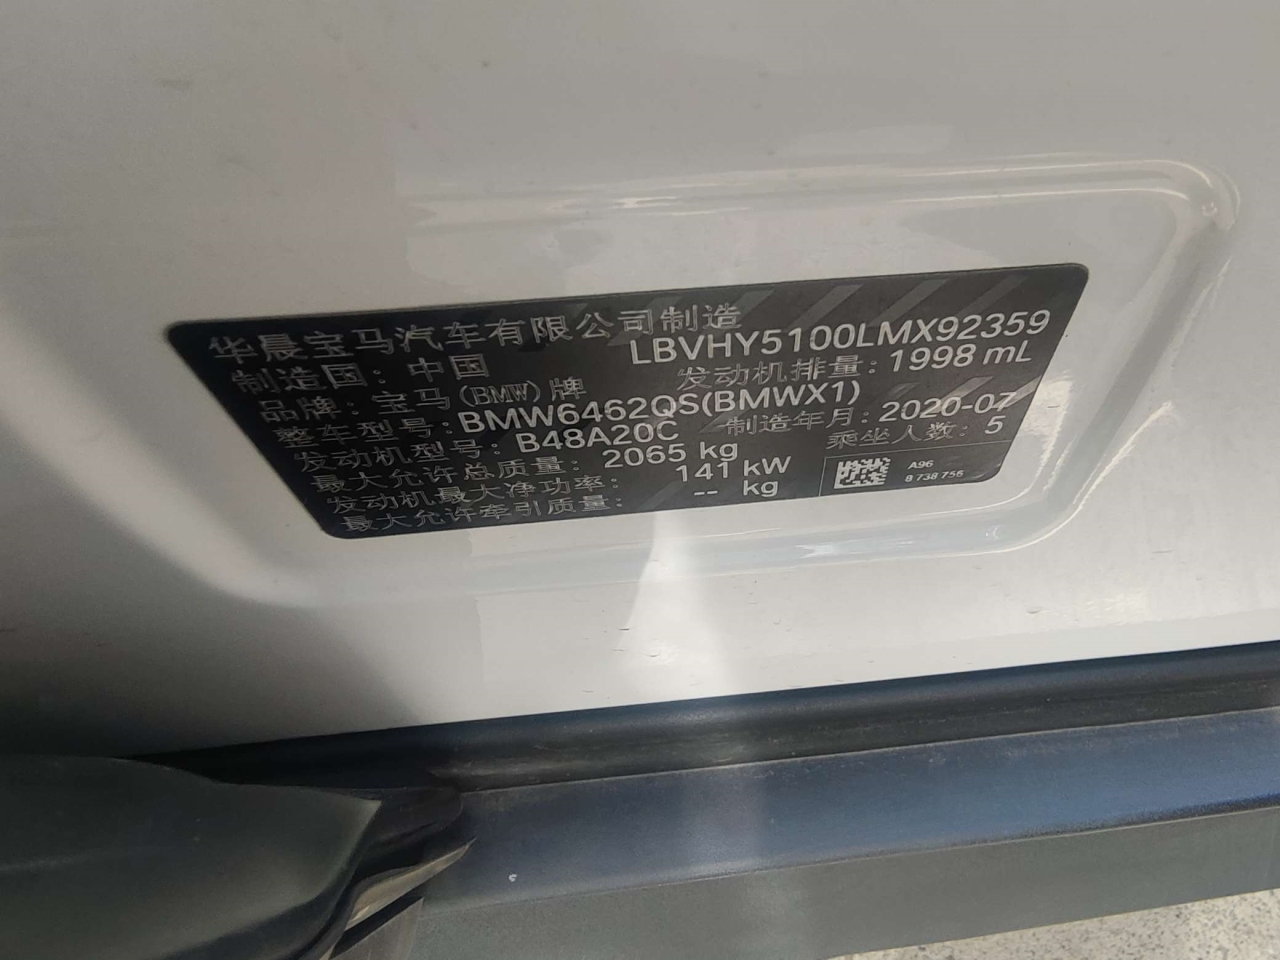 华晨宝马汽车有限公司制造
制造国：中国 LBVHY5100LMX92359
品牌：宝马(BMW)牌 发动机排量：1998 mL
整车型号：BMW6462QS(BMWX1)
发动机型号：B48A20C 制造年月：2020-07
最大允许总质量：2065 kg 乘坐人数：5
发动机最大净功率：141 kW
最大允许牵引质量：-- kg
A96
8 738 756